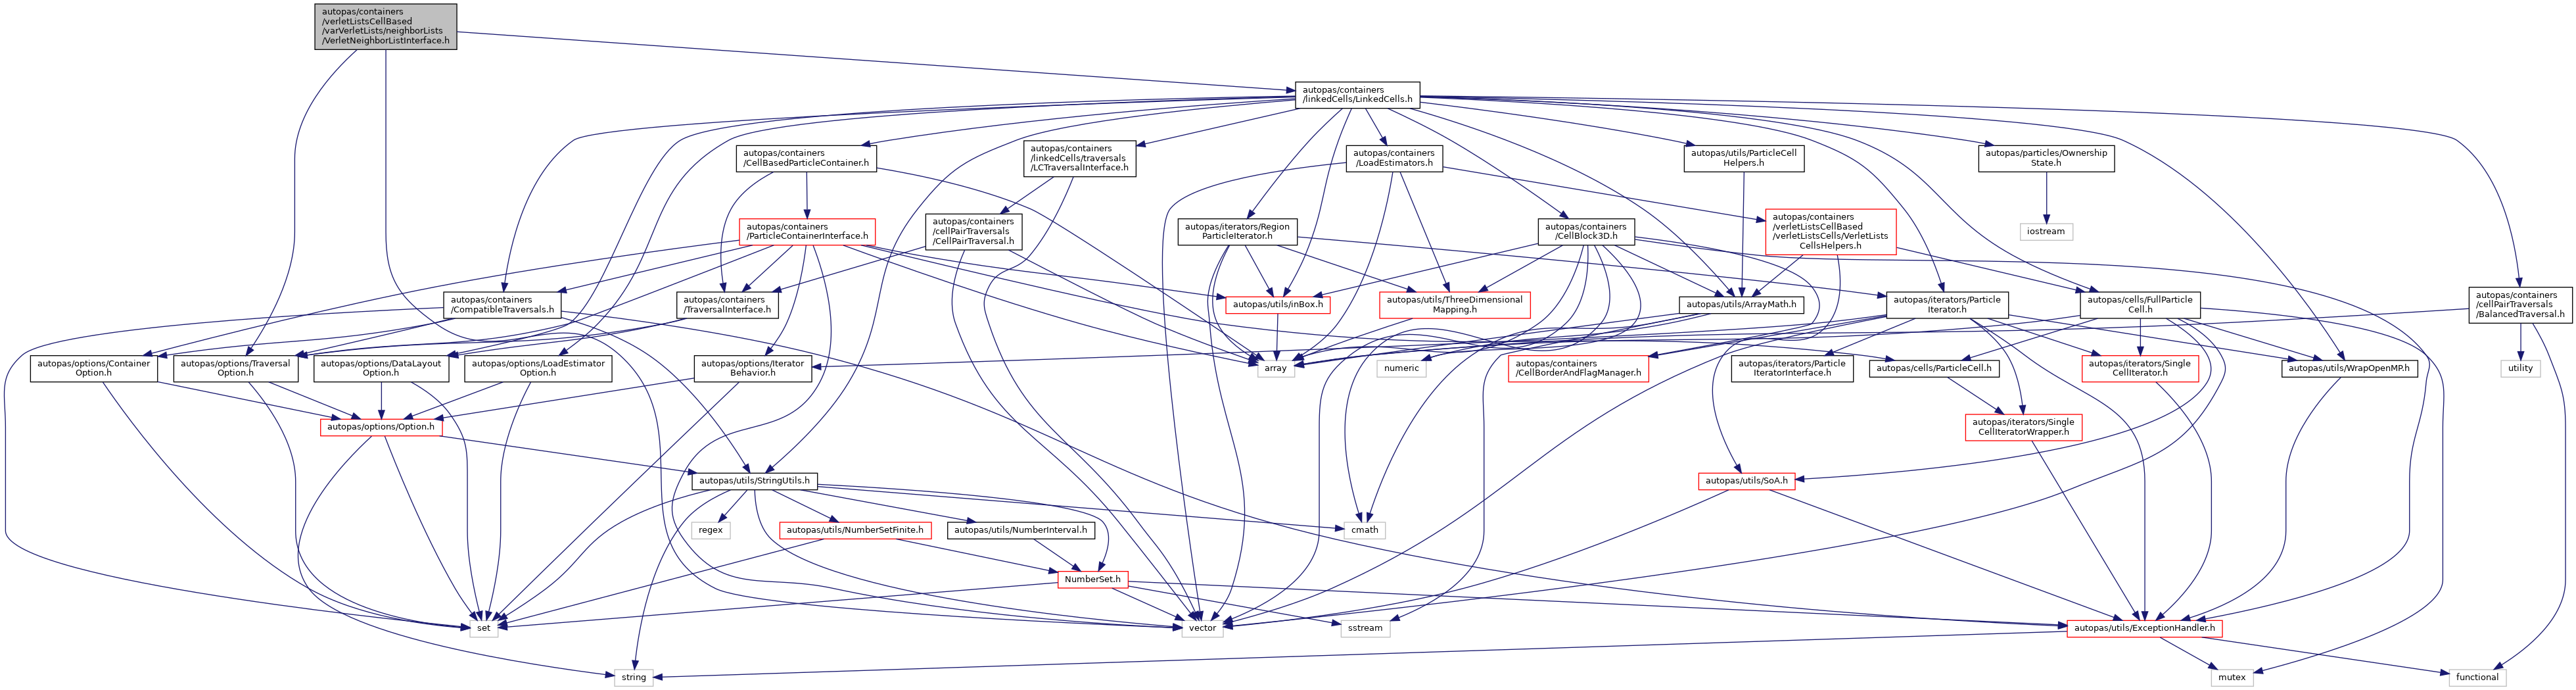 autopas/containers
/verletListsCellBased
/varVerletLists/neighborLists
/VerletNeighborListInterface.h
autopas/containers
/linkedCells/LinkedCells.h
autopas/containers
/CellBasedParticleContainer.h
autopas/containers
/linkedCells/traversals
/LCTraversalInterface.h
autopas/containers
/LoadEstimators.h
autopas/utils/ParticleCell
Helpers.h
autopas/particles/Ownership
State.h
autopas/containers
/ParticleContainerInterface.h
autopas/containers
/cellPairTraversals
/CellPairTraversal.h
autopas/iterators/Region
ParticleIterator.h
autopas/containers
/CellBlock3D.h
autopas/containers
/verletListsCellBased
/verletListsCells/VerletLists
CellsHelpers.h
iostream
autopas/containers
/CompatibleTraversals.h
autopas/containers
/TraversalInterface.h
autopas/utils/inBox.h
autopas/utils/ThreeDimensional
Mapping.h
autopas/utils/ArrayMath.h
autopas/iterators/Particle
Iterator.h
autopas/cells/FullParticle
Cell.h
autopas/containers
/cellPairTraversals
/BalancedTraversal.h
autopas/options/Container
Option.h
autopas/options/Traversal
Option.h
autopas/options/DataLayout
Option.h
autopas/options/LoadEstimator
Option.h
autopas/options/Iterator
Behavior.h
array
numeric
autopas/containers
/CellBorderAndFlagManager.h
autopas/iterators/Particle
IteratorInterface.h
autopas/cells/ParticleCell.h
autopas/iterators/Single
CellIterator.h
autopas/utils/WrapOpenMP.h
utility
autopas/options/Option.h
autopas/iterators/Single
CellIteratorWrapper.h
autopas/utils/StringUtils.h
autopas/utils/SoA.h
regex
autopas/utils/NumberSetFinite.h
autopas/utils/NumberInterval.h
cmath
NumberSet.h
set
vector
sstream
autopas/utils/ExceptionHandler.h
string
mutex
functional